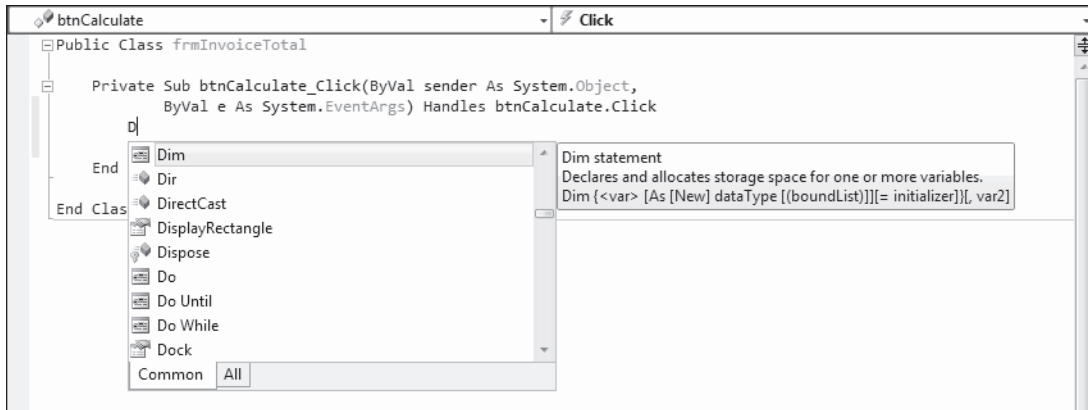 btnCalculate
Click
Public Class frmInvoiceTotal
Private Sub btnCalculate_Click(ByVal sender As System.Object,
ByVal e As System.EventArgs) Handles btnCalculate.Click
D
End
End Clas
Dim
Dir
DirectCast
DisplayRectangle
Dispose
Do
Do Until
Do While
Dock
Common All
Dim statement
Declares and allocates storage space for one or more variables.
Dim {<var> [As [New] dataType [(boundList)]][= initializer]}[, var2]